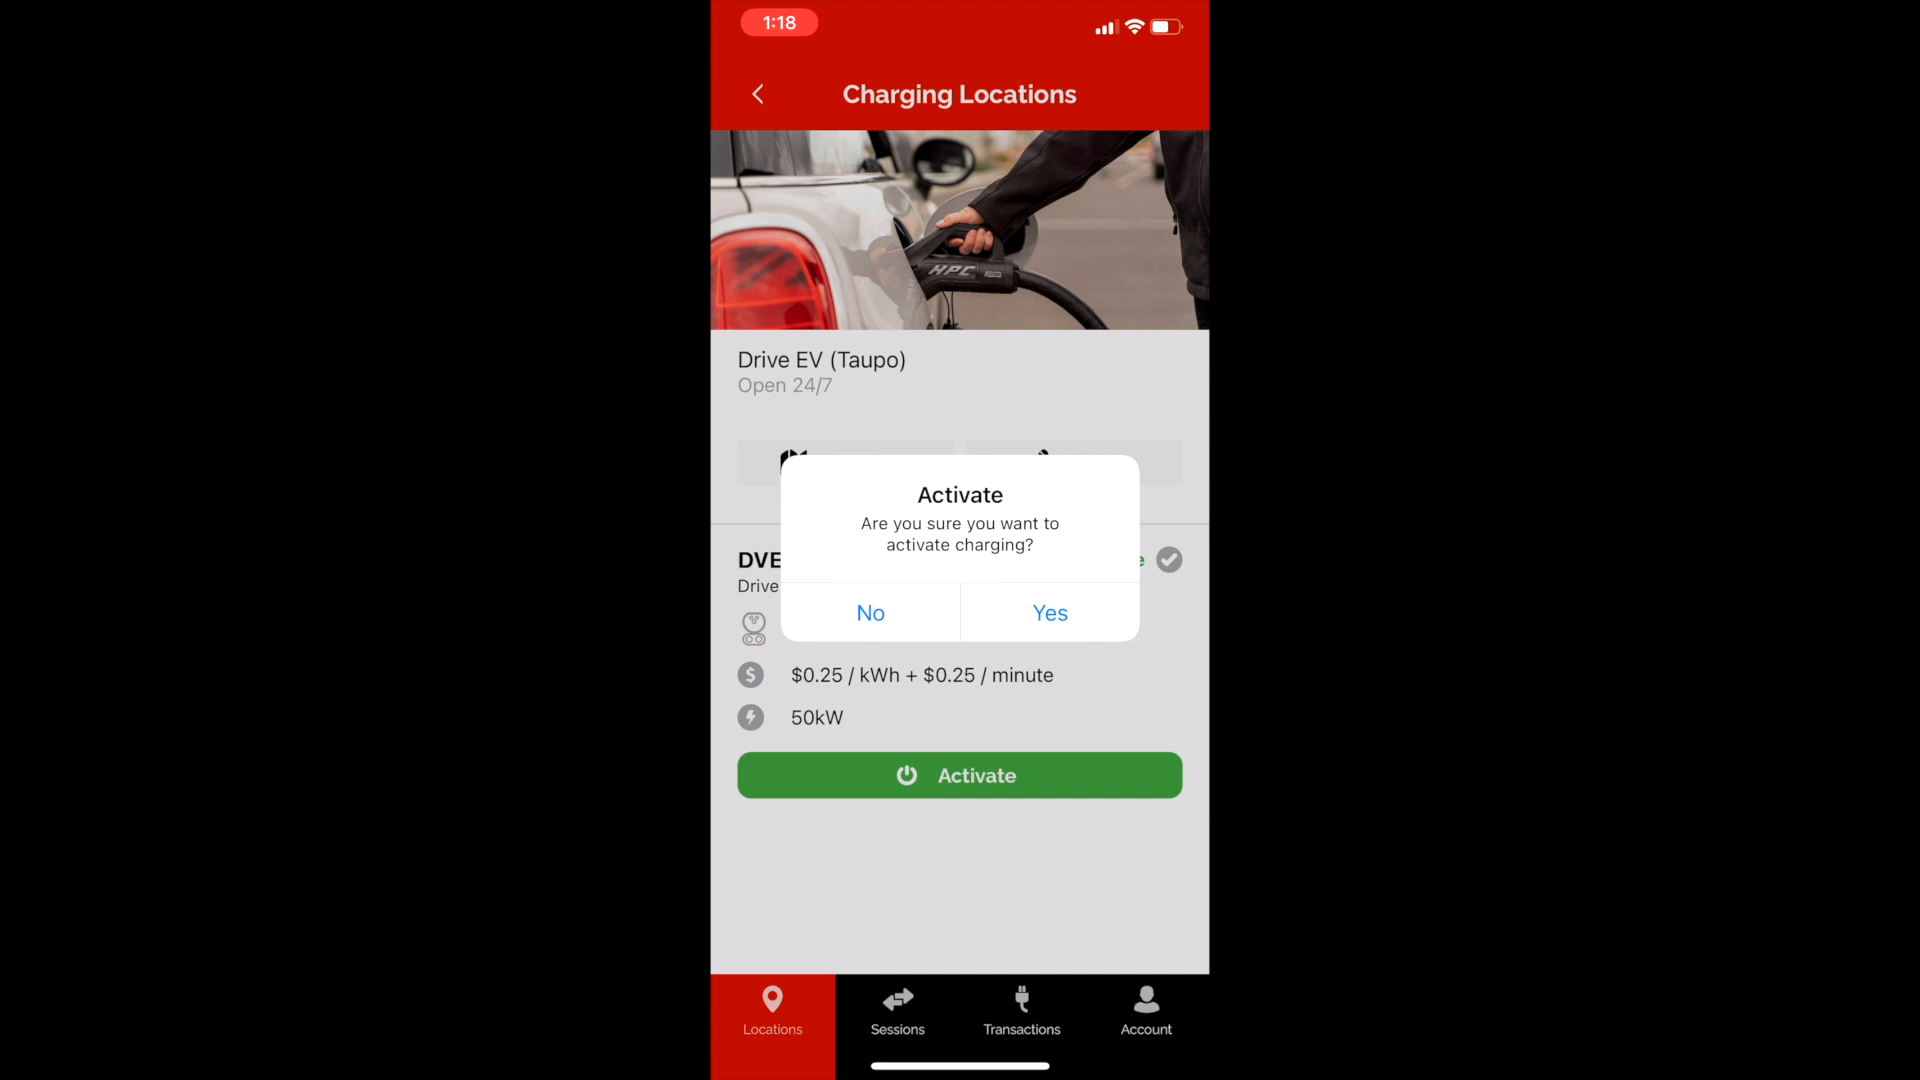 1:18
Charging Locations
HPC
Drive EV (Taupo)
Open 24/7
Activate
Are you sure you want to
activate charging?
DVE
Drive
No
Yes
$0.25 / kWh + $0.25 / minute
50kW
Activate
Locations
Sessions
Transactions
Account